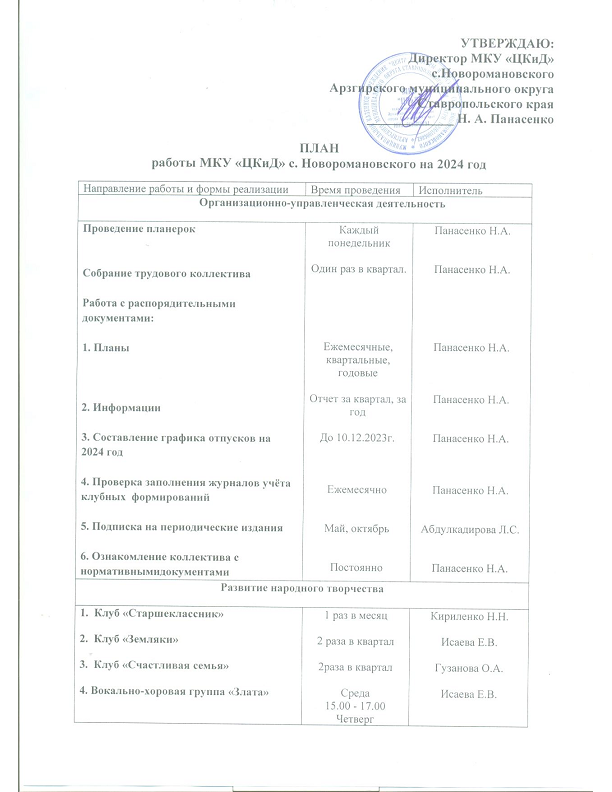 УТВЕРЖДАЮ:
Директор МКУ «ЦКиД»
с.Новоромановского
Арзгирского муниципального округа
Ставропольского края
Н. А. Панасенко
ПЛАН
работы МКУ «ЦКиД» с. Новоромановского на 2024 год
Направление работы и формы реализации Время проведения Исполнитель
Организационно-управленческая деятельность
Проведение планерок Каждый Панасенко Н.А.
понедельник
Собрание трудового коллектива Один раз в квартал. Панасенко Н.А.
Работа с распорядительными
документами:
1. Планы Ежемесячные, Панасенко Н.А.
квартальные,
годовые
2. Информации Отчет за квартал, за Панасенко Н.А.
год
3. Составление графика отпусков на До 10.12.2023г. Панасенко Н.А.
2024 год
4. Проверка заполнения журналов учёта
клубных формирований Ежемесячно Панасенко Н.А.
5. Подписка на периодические издания Май, октябрь Абдулкадирова Л.С.
6. Ознакомление коллектива с
нормативнымидокументами Постоянно Панасенко Н.А.
Развитие народного творчества
1. Клуб «Старшеклассник» 1 раз в месяц Кириленко Н.Н.
2. Клуб «Земляки» 2 раза в квартал Исаева Е.В.
3. Клуб «Счастливая семья» 2раза в квартал Гузанова О.А.
4. Вокально-хоровая группа «Злата» Среда Исаева Е.В.
15.00 - 17.00
Четверг